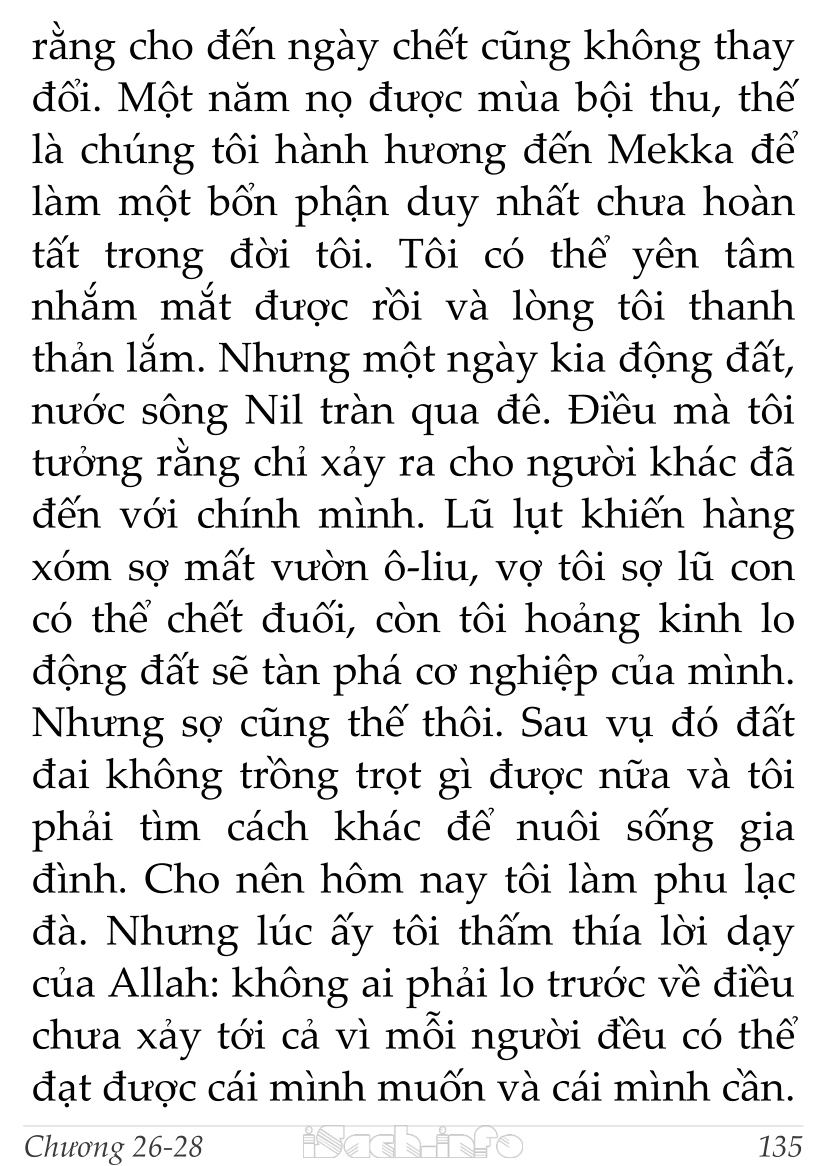 rằng cho đến ngày chết cũng không thay
đổi. Một năm nọ được mùa bội thu, thế
là chúng tôi hành hương đến Mekka để
làm một bổn phận duy nhất chưa hoàn
tất trong đời tôi. Tôi có thể yên tâm
nhắm mắt được rồi và lòng tôi thanh
thản lắm. Nhưng một ngày kia động đất,
nước sông Nil tràn qua đê. Điều mà tôi
tưởng rằng chỉ xảy ra cho người khác đã
đến với chính mình. Lũ lụt khiến hàng
xóm sợ mất vườn ô-liu, vợ tôi sợ lũ con
có thể chết đuối, còn tôi hoảng kinh lo
động đất sẽ tàn phá cơ nghiệp của mình.
Nhưng sợ cũng thế thôi. Sau vụ đó đất
đai không trồng trọt gì được nữa và tôi
phải tìm cách khác để nuôi sống gia
đình. Cho nên hôm nay tôi làm phu lạc
đà. Nhưng lúc ấy tôi thấm thía lời dạy
của Allah: không ai phải lo trước về điều
chưa xảy tới cả vì mỗi người đều có thể
đạt được cái mình muốn và cái mình cần.
Chương 26-28 iSach.info 135